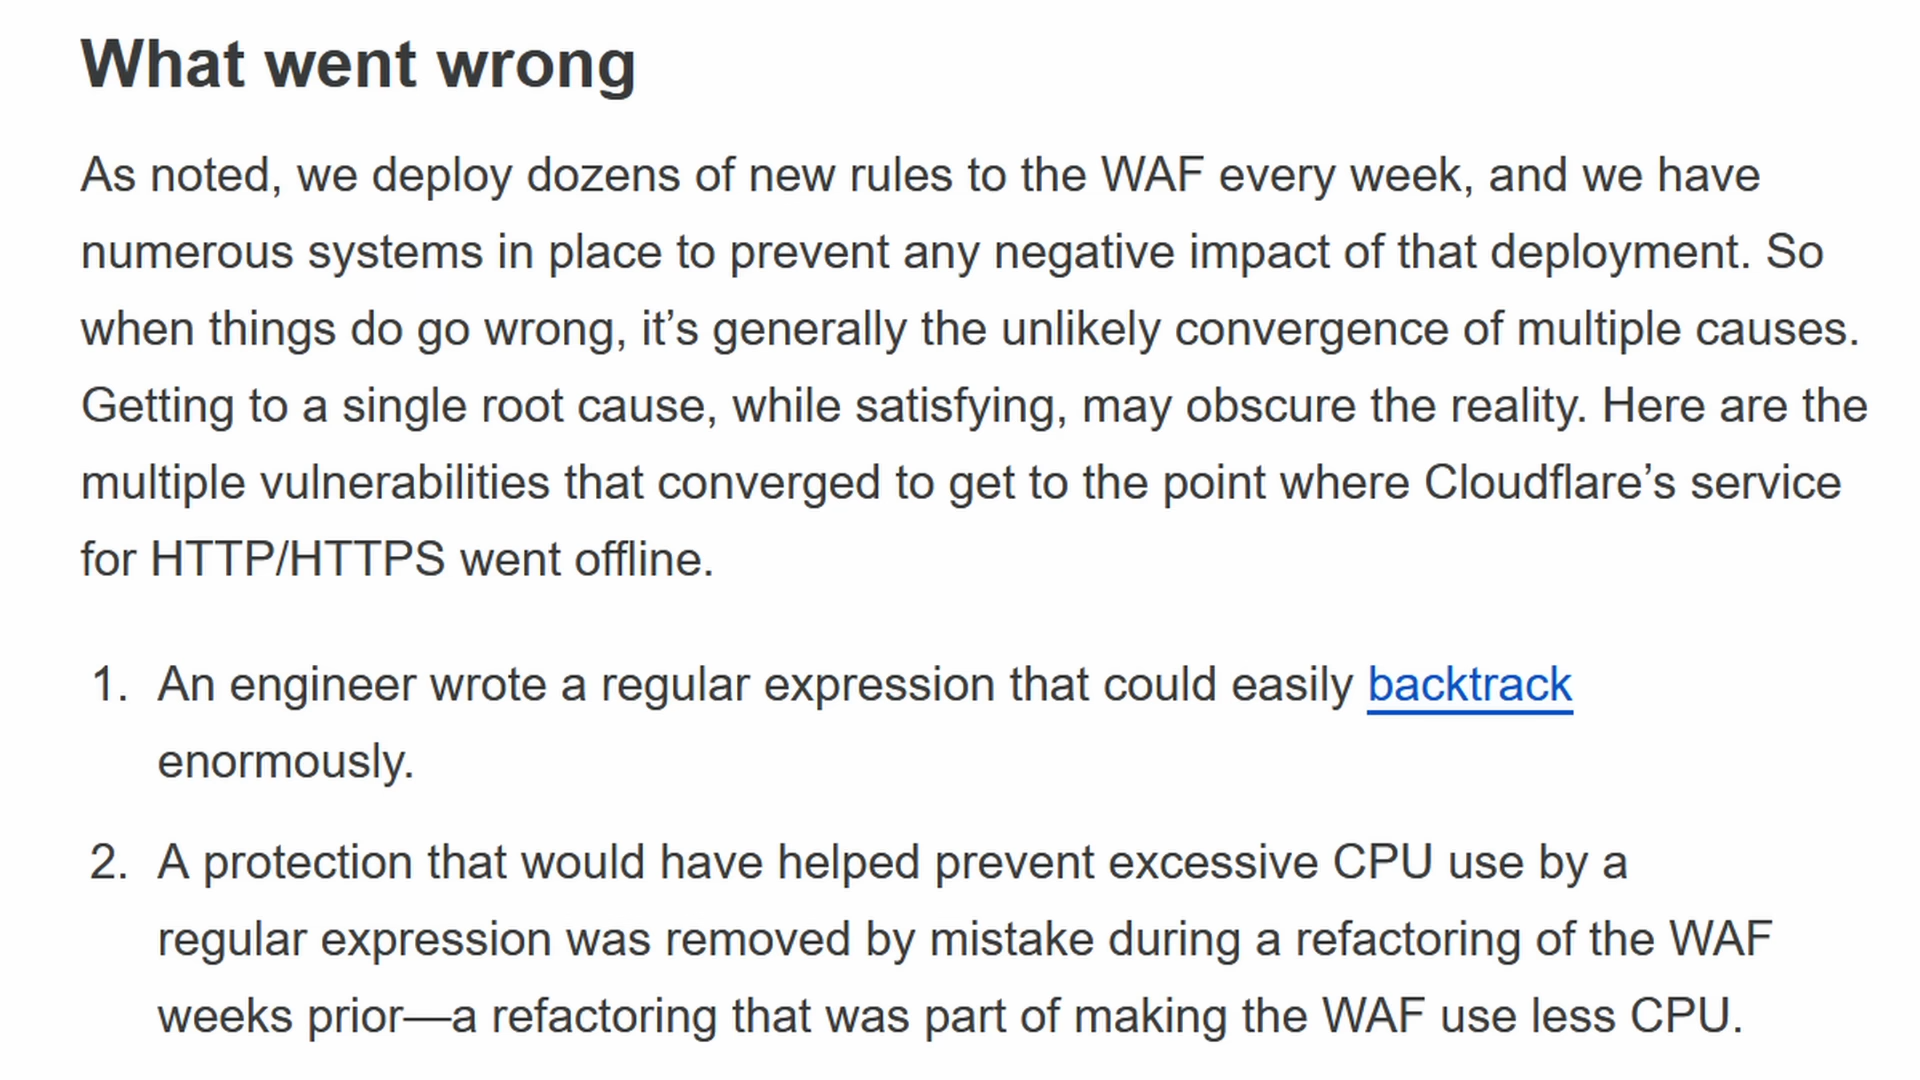 What went wrong
As noted, we deploy dozens of new rules to the WAF every week, and we have
numerous systems in place to prevent any negative impact of that deployment. So
when things do go wrong, it’s generally the unlikely convergence of multiple causes.
Getting to a single root cause, while satisfying, may obscure the reality. Here are the
multiple vulnerabilities that converged to get to the point where Cloudflare’s service
for HTTP/HTTPS went offline.
1. An engineer wrote a regular expression that could easily backtrack
enormously.
2. A protection that would have helped prevent excessive CPU use by a
regular expression was removed by mistake during a refactoring of the WAF
weeks prior—a refactoring that was part of making the WAF use less CPU.